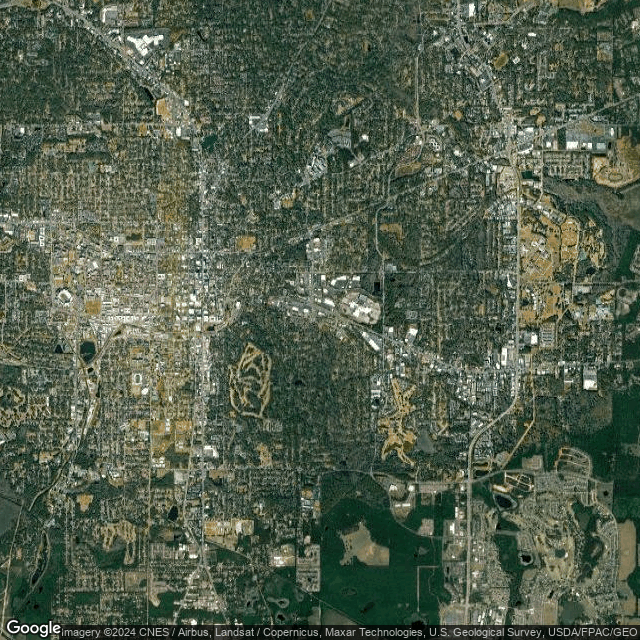 Google Imagery ©2024 CNES / Airbus, Landsat / Copernicus, Maxar Technologies, U.S. Geological Survey, USDA/FPAC/GEO